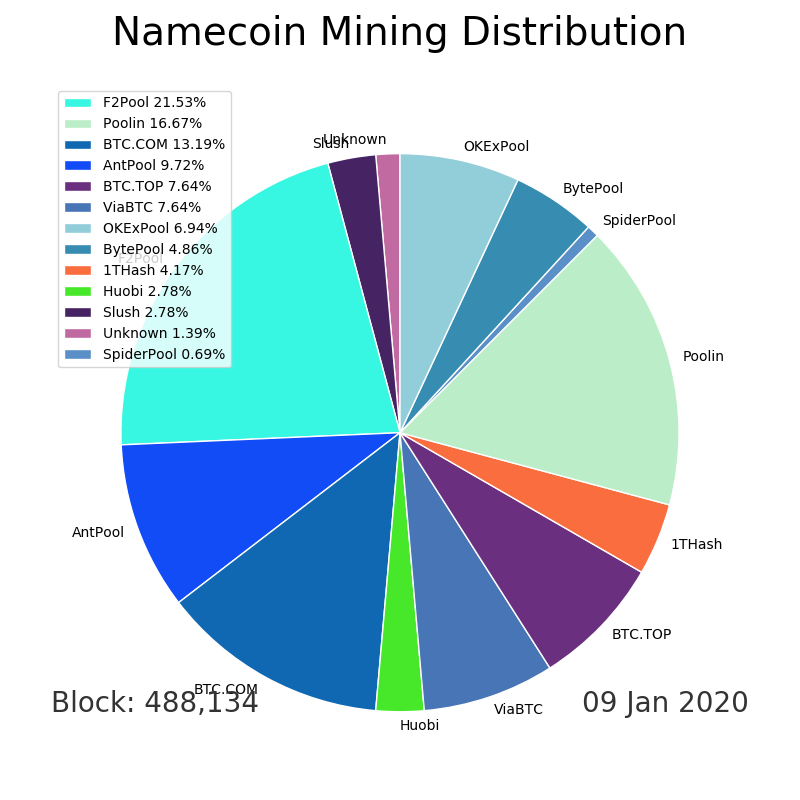 Namecoin Mining Distribution
F2Pool 21.53%
Poolin 16.67%
BTC.COM 13.19%
AntPool 9.72%
BTC.TOP 7.64%
ViaBTC 7.64%
OKExPool 6.94%
BytePool 4.86%
1THash 4.17%
Huobi 2.78%
Slush 2.78%
Unknown 1.39%
SpiderPool 0.69%
Slush
Unknown
OKExPool
BytePool
SpiderPool
F2Pool
Poolin
AntPool
1THash
BTC.TOP
BTC.COM
ViaBTC
Huobi
Block: 488,134
09 Jan 2020